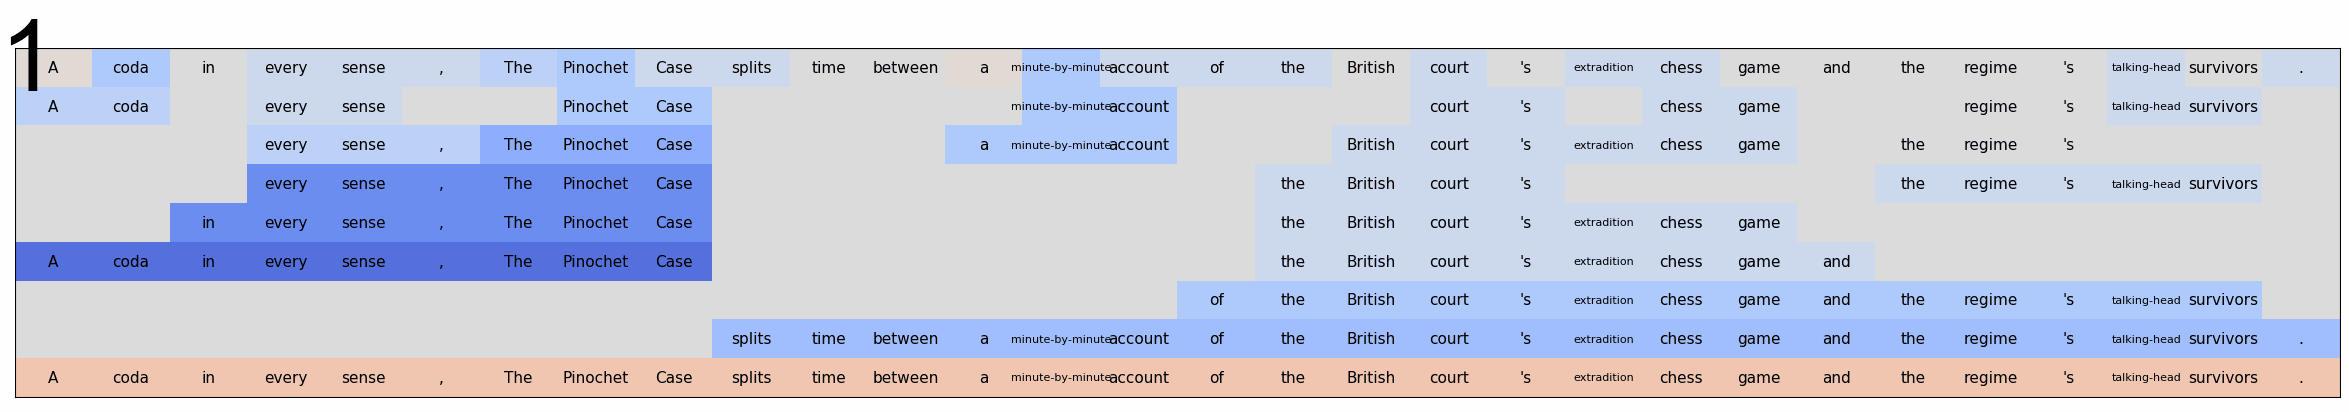 1
A coda in every sense , The Pinochet Case splits time between a minute-by-minute account of the British court 's extradition chess game and the regime 's talking-head survivors .
A coda every sense Pinochet Case minute-by-minute account court 's chess game regime 's talking-head survivors
every sense , The Pinochet Case a minute-by-minute account British court 's extradition chess game the regime 's
every sense , The Pinochet Case the British court 's the regime 's talking-head survivors
in every sense , The Pinochet Case the British court 's extradition chess game
A coda in every sense , The Pinochet Case the British court 's extradition chess game and
of the British court 's extradition chess game and the regime 's talking-head survivors
splits time between a minute-by-minute account of the British court 's extradition chess game and the regime 's talking-head survivors .
A coda in every sense , The Pinochet Case splits time between a minute-by-minute account of the British court 's extradition chess game and the regime 's talking-head survivors .